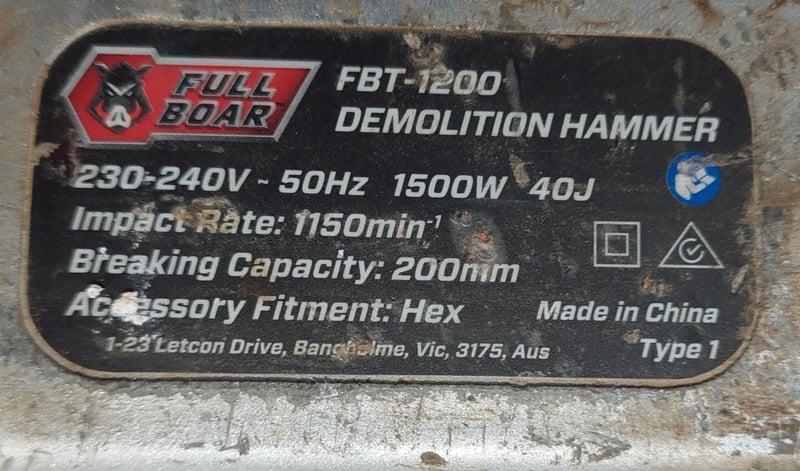 FULL BOAR™
FBT-1200
DEMOLITION HAMMER
230-240V ~ 50Hz 1500W 40J
Impact Rate: 1150min⁻¹
Breaking Capacity: 200mm
Accessory Fitment: Hex
Made in China
1-23 Letcon Drive, Bangholme, Vic, 3175, Aus
Type 1